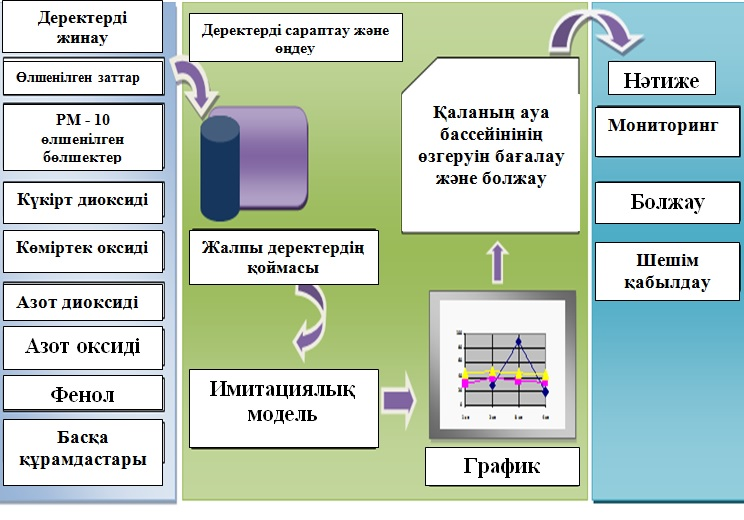 Деректерді
жинау
Өлшенілген заттар
РМ - 10
өлшенілген
бөлшектер
Күкірт диоксиді
Көміртек оксиді
Азот диоксиді
Азот оксиді
Фенол
Басқа
құрамдастары
Деректерді сараптау және
өңдеу
Жалпы деректердің
қоймасы
Имитациялық
модель
График
Қаланың ауа
бассейінінің
өзгеруін бағалау
және болжау
Нәтиже
Мониторинг
Болжау
Шешім
қабылдау